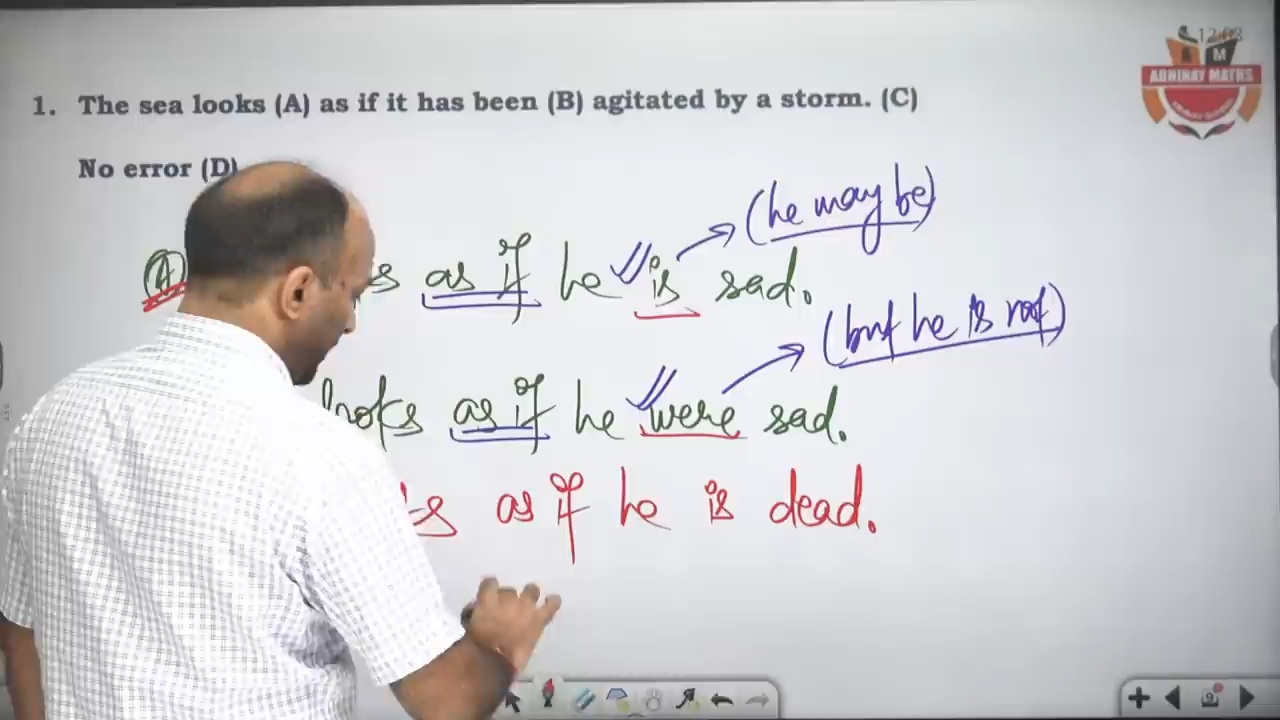 12:08
M
ABHINAY MATHS
1. The sea looks (A) as if it has been (B) agitated by a storm. (C)
No error (D)
(he may be)
as if he is sad.
(but he is not)
looks as if he were sad.
as if he is dead.